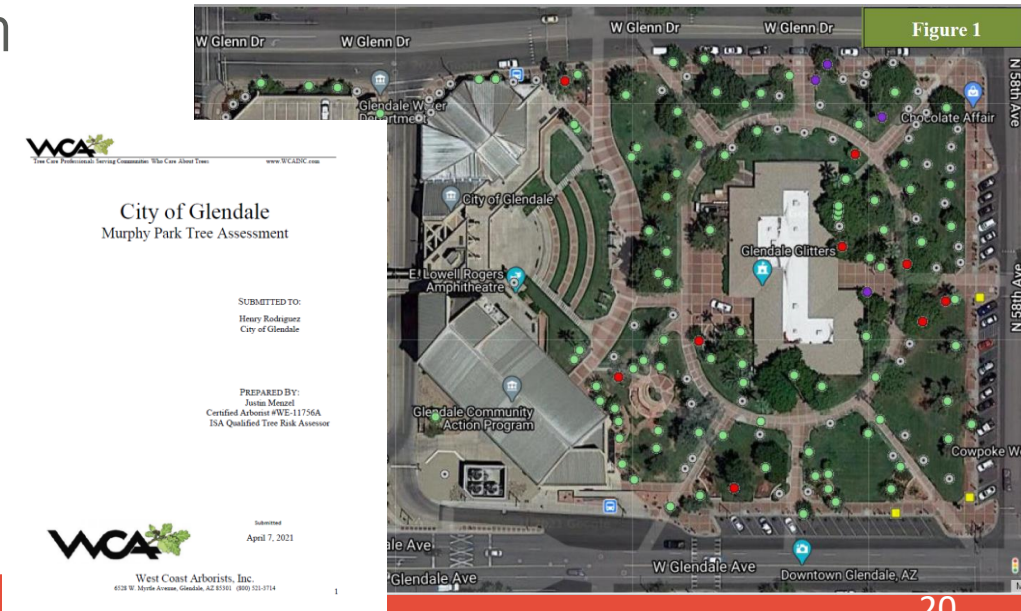 n
Figure 1
W Glenn Dr
W Glenn Dr
W Glenn Dr
W Glenn Dr
N 58th Ave
Glendale Water
Department
Chocolate Affair
City of Glendale
Glendale Glitters
E. Lowell Rogers
Amphitheatre
N 58th Ave
Glendale Community
Action Program
Cowpoke W
ale Ave
Glendale Ave
W Glendale Ave
Downtown Glendale, AZ
WCA
Tree Care Professionals Serving Communities Who Care About Trees
www.WCADIC.com
City of Glendale
Murphy Park Tree Assessment
SUBMITTED TO:
Henry Rodriguez
City of Glendale
PREPARED BY:
Justin Menzel
Certified Arborist #WE-11756A
ISA Qualified Tree Risk Assessor
WCA
Submitted
April 7, 2021
West Coast Arborists, Inc.
6528 W. Myrtle Avenue, Glendale, AZ 85301 (800) 521-3714
1
20